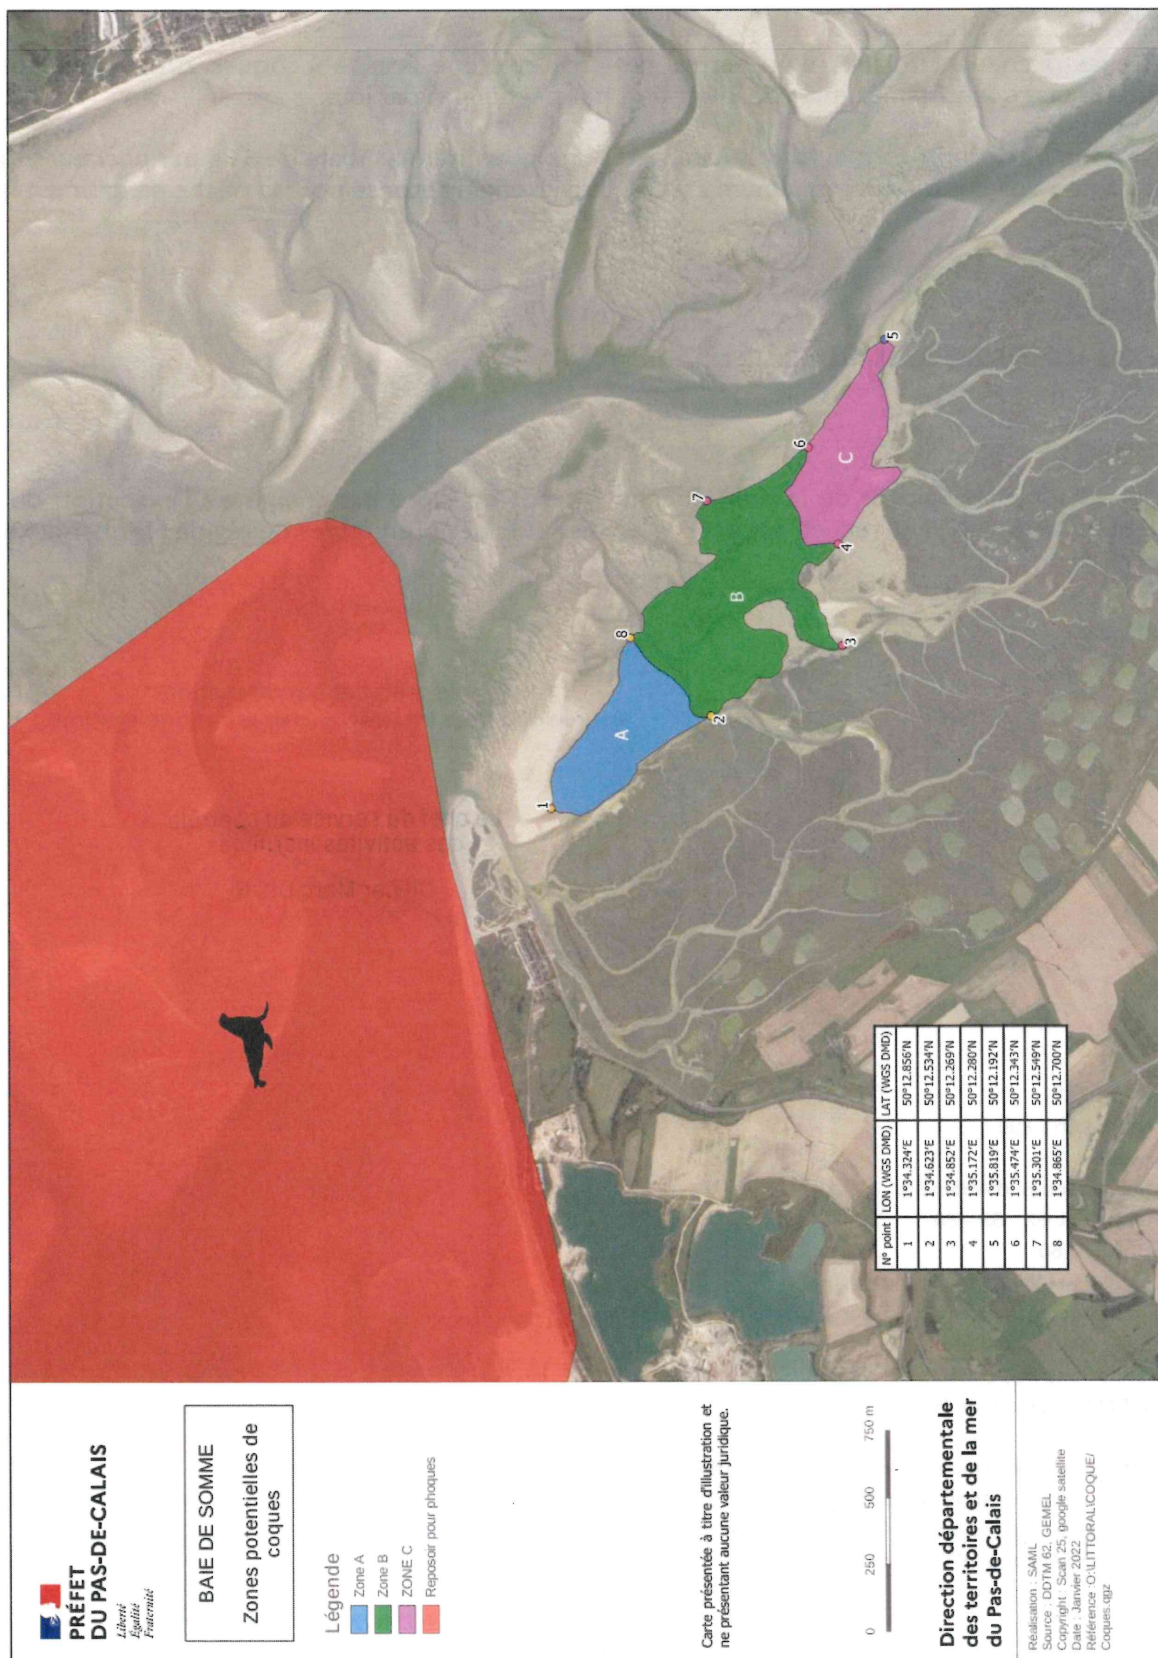 PRÉFET
DU PAS-DE-CALAIS
Liberté
Égalité
Fraternité
BAIE DE SOMME
Zones potentielles de
coques
Légende
Zone A
Zone B
ZONE C
Reposoir pour phoques
Carte présentée à titre d'illustration et
ne présentant aucune valeur juridique.
0 250 500 750 m
Direction départementale
des territoires et de la mer
du Pas-de-Calais
Réalisation : SAML
Source : DDTM 62, GEMEL
Copyright : Scan 25, google satellite
Date : Janvier 2022
Référence :O:\LITTORAL\COQUE/
Coques.qgz
1
8
7
6
5
4
3
2
A
B
C
N° point LON (WGS DMD) LAT (WGS DMD)
1 1°34.324'E 50°12.856'N
2 1°34.623'E 50°12.534'N
3 1°34.852'E 50°12.269'N
4 1°35.172'E 50°12.280'N
5 1°35.819'E 50°12.192'N
6 1°35.474'E 50°12.343'N
7 1°35.301'E 50°12.549'N
8 1°34.865'E 50°12.700'N